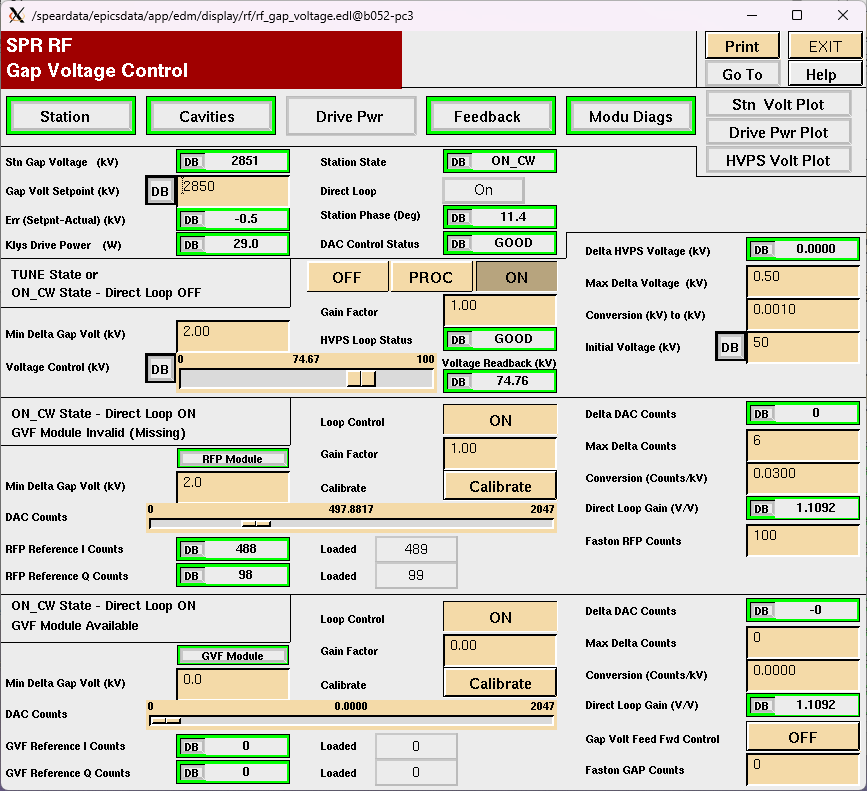 /speardata/epicsdata/app/edm/display/rf/rf_gap_voltage.edl@b052-pc3
SPR RF
Gap Voltage Control
Print
EXIT
Go To
Help
Station
Cavities
Drive Pwr
Feedback
Modu Diags
Stn Volt Plot
Drive Pwr Plot
HVPS Volt Plot
Stn Gap Voltage (kV) DB 2851
Station State DB ON_CW
Gap Volt Setpoint (kV) DB 2850
Direct Loop On
Err (Setpnt-Actual) (kV) DB -0.5
Station Phase (Deg) DB 11.4
Klys Drive Power (W) DB 29.0
DAC Control Status DB GOOD
Delta HVPS Voltage (kV) DB 0.0000
TUNE State or
ON_CW State - Direct Loop OFF
OFF PROC ON
Max Delta Voltage (kV) 0.50
Gain Factor 1.00
Conversion (kV) to (kV) 0.0010
Min Delta Gap Volt (kV) 2.00
HVPS Loop Status DB GOOD
Initial Voltage (kV) DB 50
Voltage Control (kV) DB 0 74.67 100
Voltage Readback (kV)
DB 74.76
ON_CW State - Direct Loop ON
GVF Module Invalid (Missing)
Loop Control ON
Delta DAC Counts DB 0
RFP Module
Gain Factor 1.00
Max Delta Counts 6
Min Delta Gap Volt (kV) 2.0
Calibrate Calibrate
Conversion (Counts/kV) 0.0300
DAC Counts 0 497.8817 2047
Direct Loop Gain (V/V) DB 1.1092
RFP Reference I Counts DB 488
Loaded 489
Faston RFP Counts 100
RFP Reference Q Counts DB 98
Loaded 99
ON_CW State - Direct Loop ON
GVF Module Available
Loop Control ON
Delta DAC Counts DB -0
GVF Module
Gain Factor 0.00
Max Delta Counts 0
Min Delta Gap Volt (kV) 0.0
Calibrate Calibrate
Conversion (Counts/kV) 0.0000
DAC Counts 0 0.0000 2047
Direct Loop Gain (V/V) DB 1.1092
GVF Reference I Counts DB 0
Loaded 0
Gap Volt Feed Fwd Control OFF
GVF Reference Q Counts DB 0
Loaded 0
Faston GAP Counts 0